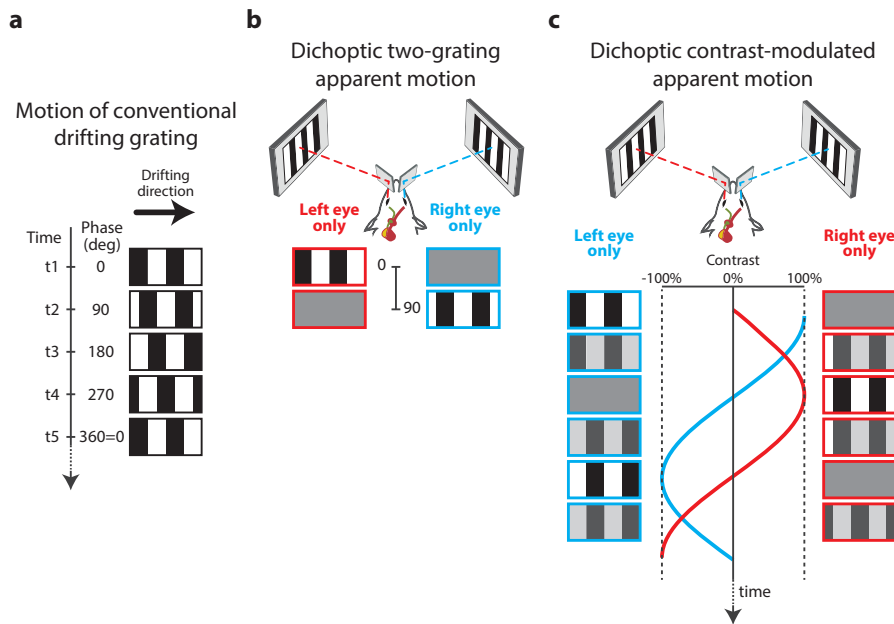 a
Motion of conventional
drifting grating
Drifting
direction
Time
Phase
(deg)
t1
0
t2
90
t3
180
t4
270
t5
360=0
b
Dichoptic two-grating
apparent motion
Left eye
only
Right eye
only
0
90
c
Dichoptic contrast-modulated
apparent motion
Left eye
only
Right eye
only
Contrast
-100%
0%
100%
time